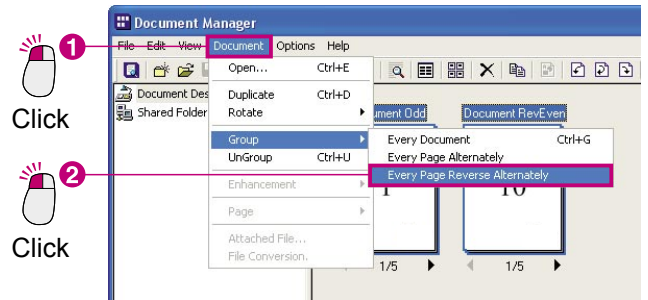 Document Manager
File Edit View Document Options Help
1
Click
Open... Ctrl+E
Duplicate Ctrl+D
Rotate
Group
UnGroup Ctrl+U
Enhancement
Page
Attached File...
File Conversion.
Document Des
Shared Folder
ument Odd
Document RevEven
Every Document Ctrl+G
Every Page Alternately
Every Page Reverse Alternately
2
Click
1
10
1/5
1/5